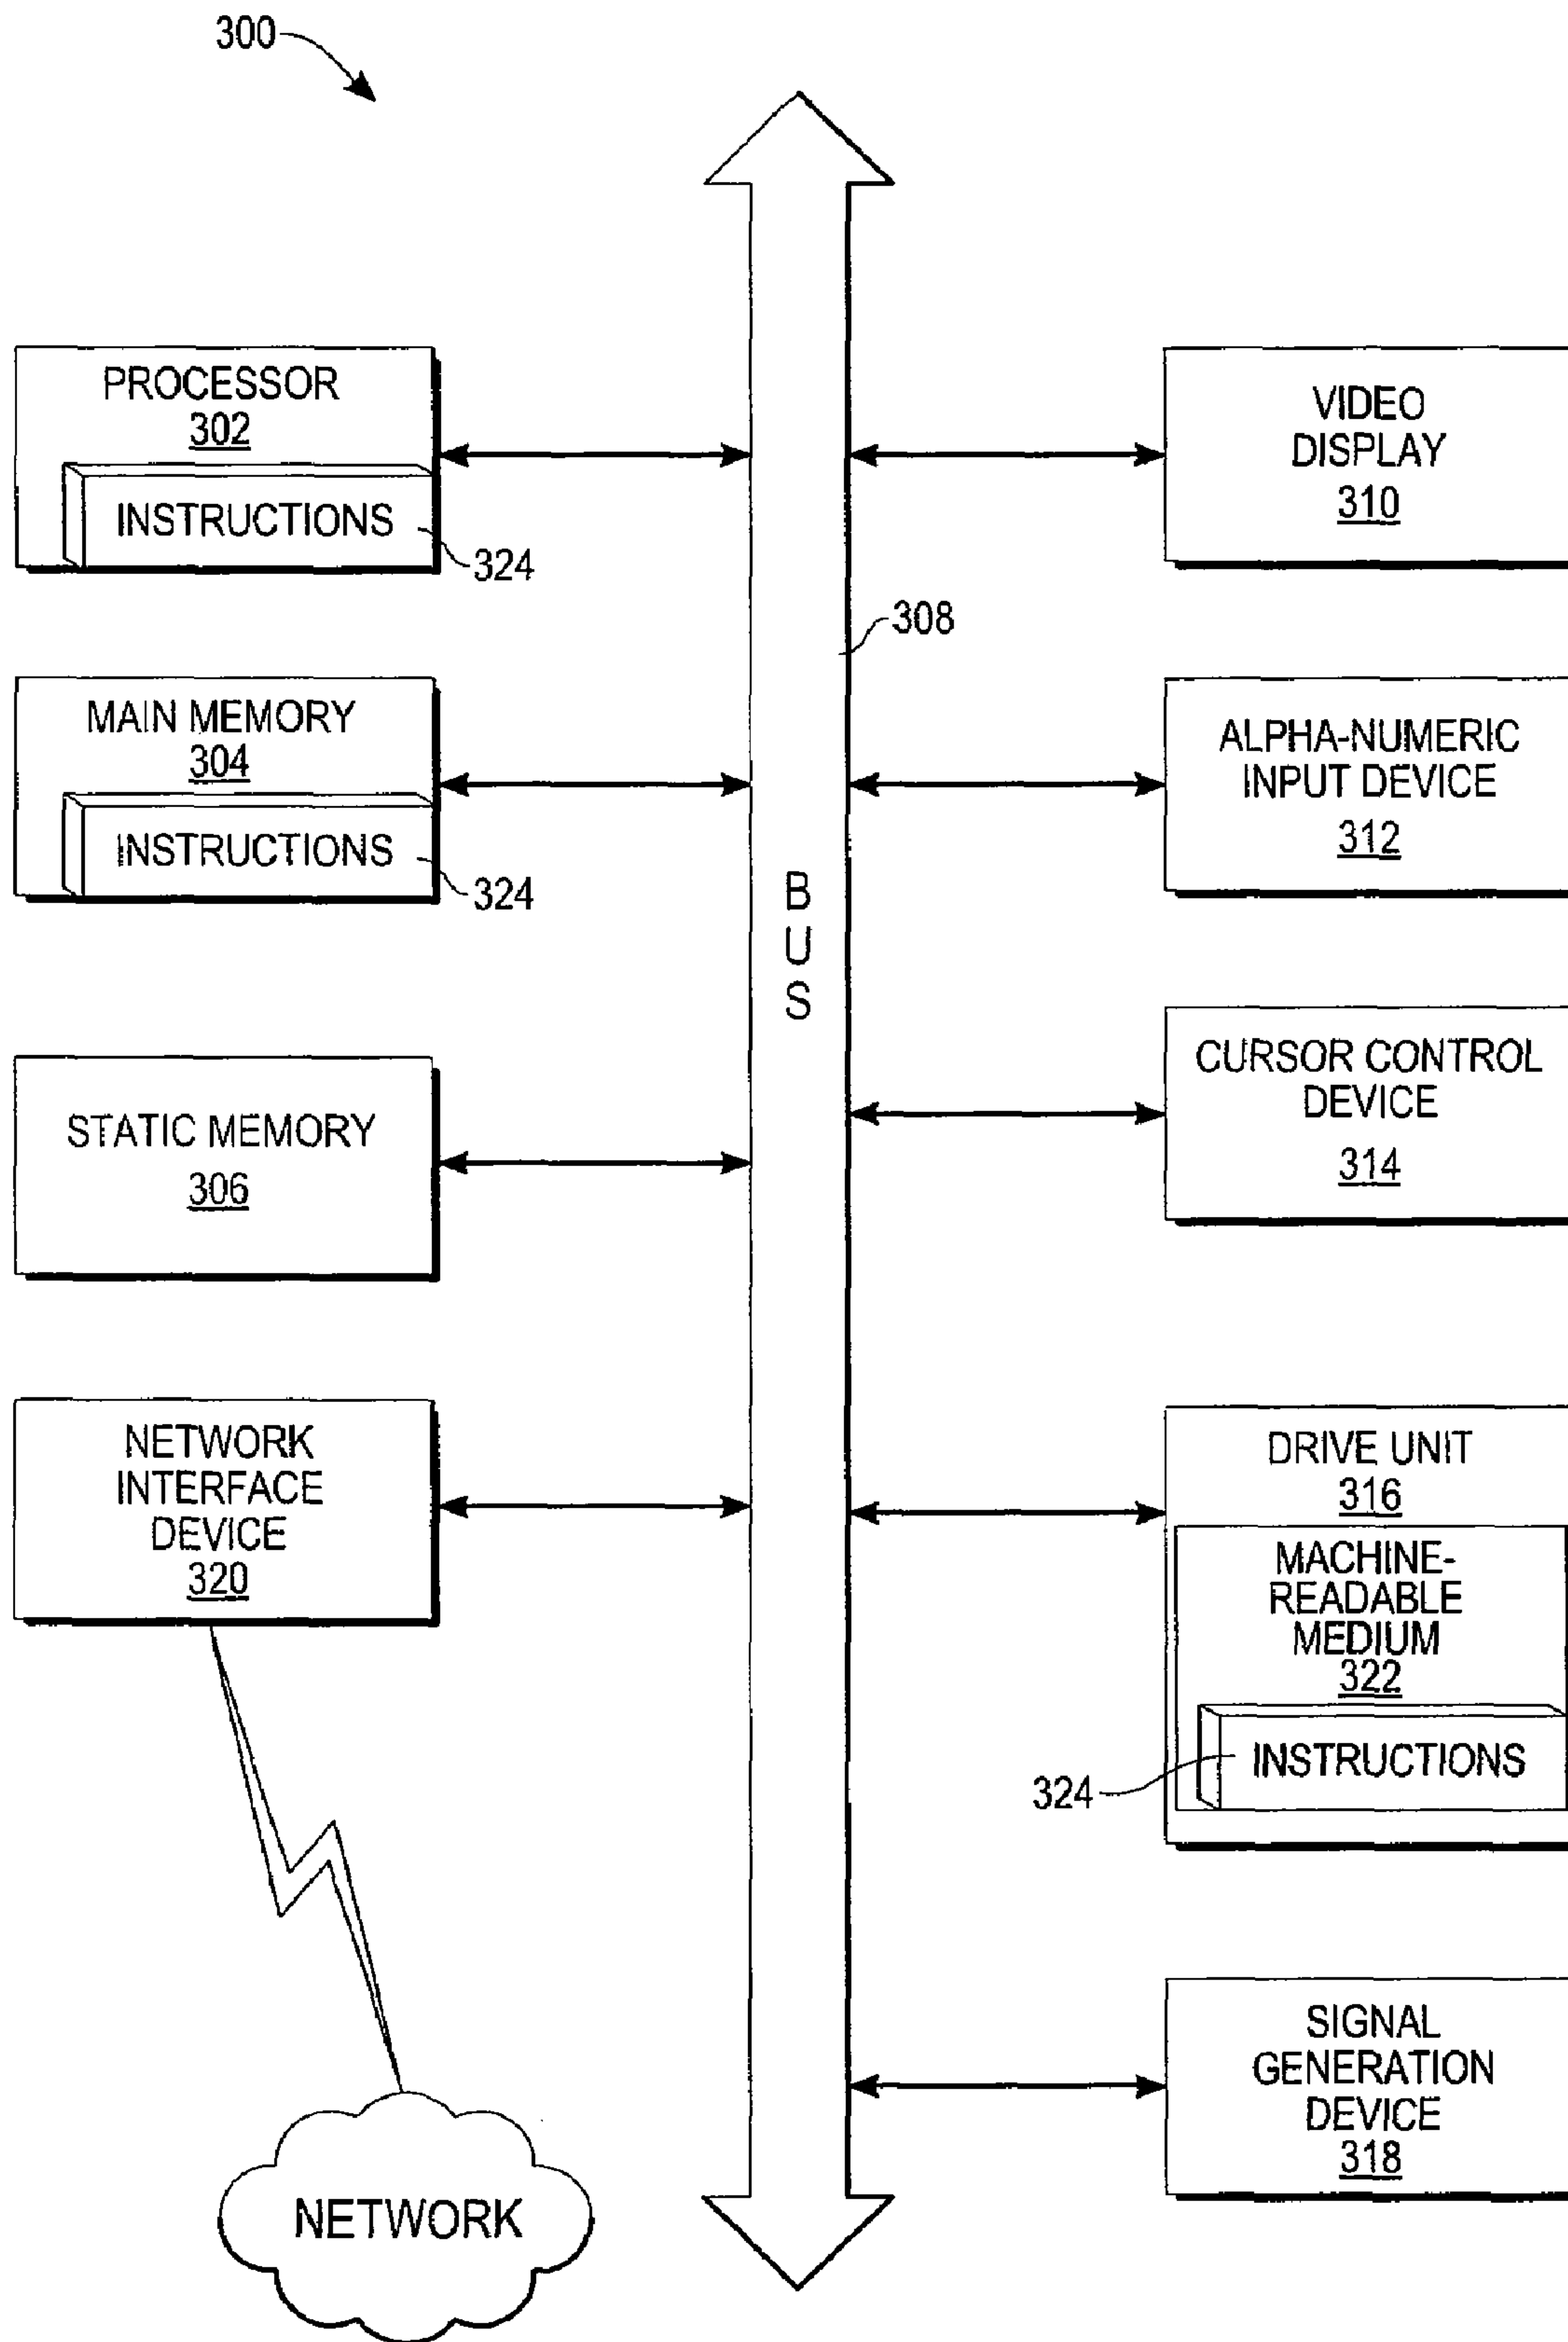 300
PROCESSOR
302
INSTRUCTIONS
324
MAIN MEMORY
304
INSTRUCTIONS
324
STATIC MEMORY
306
NETWORK
INTERFACE
DEVICE
320
NETWORK
308
B
U
S
VIDEO
DISPLAY
310
ALPHA-NUMERIC
INPUT DEVICE
312
CURSOR CONTROL
DEVICE
314
DRIVE UNIT
316
MACHINE-
READABLE
MEDIUM
322
INSTRUCTIONS
324
SIGNAL
GENERATION
DEVICE
318